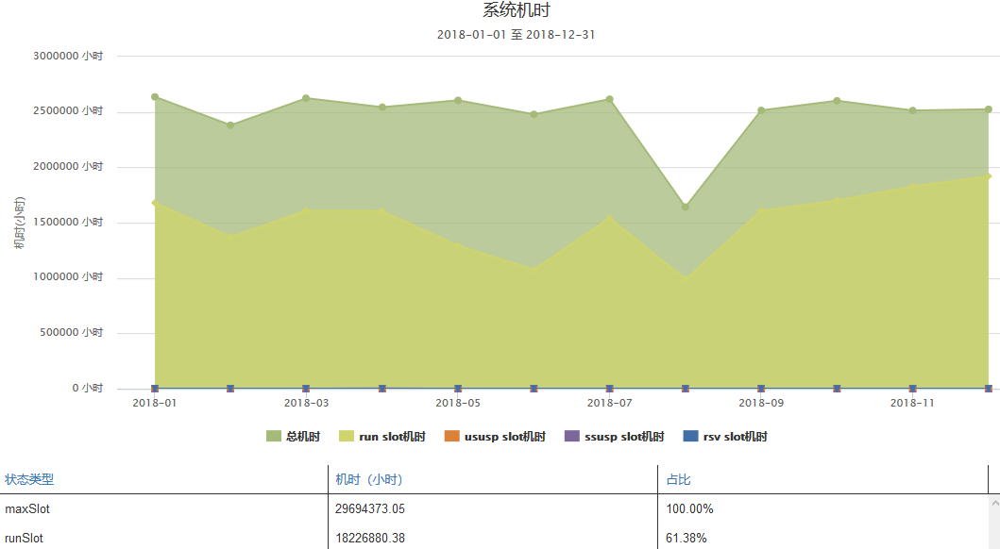 系统机时
2018-01-01 至 2018-12-31
机时(小时)
3000000 小时
2500000 小时
2000000 小时
1500000 小时
1000000 小时
500000 小时
0 小时
2018-01 2018-03 2018-05 2018-07 2018-09 2018-11
总机时 run slot机时 ususp slot机时 ssusp slot机时 rsv slot机时
状态类型 机时（小时） 占比
maxSlot 29694373.05 100.00%
runSlot 18226880.38 61.38%